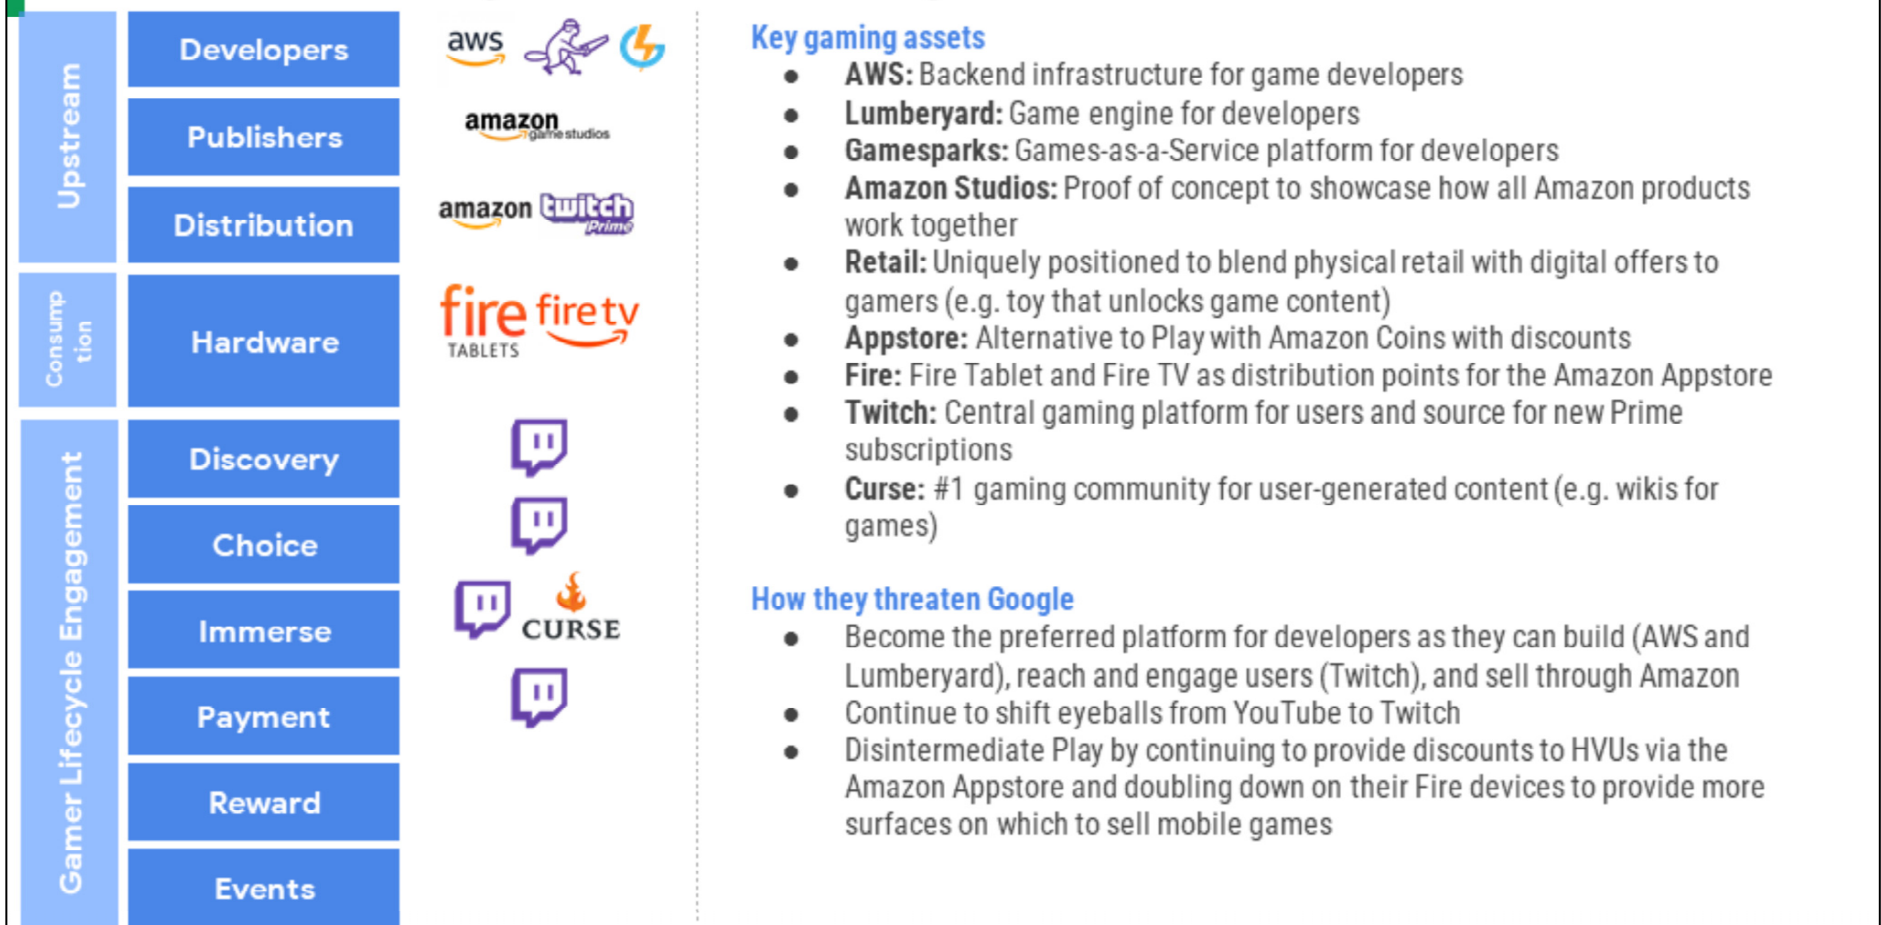 Upstream
Developers
aws
Publishers
amazon
gamestudios
Distribution
amazon twitch
Prime
Consump
tion
Hardware
fire firetv
TABLETS
Gamer Lifecycle Engagement
Discovery
Choice
Immerse
CURSE
Payment
Reward
Events
Key gaming assets
● AWS: Backend infrastructure for game developers
● Lumberyard: Game engine for developers
● Gamesparks: Games-as-a-Service platform for developers
● Amazon Studios: Proof of concept to showcase how all Amazon products
work together
● Retail: Uniquely positioned to blend physical retail with digital offers to
gamers (e.g. toy that unlocks game content)
● Appstore: Alternative to Play with Amazon Coins with discounts
● Fire: Fire Tablet and Fire TV as distribution points for the Amazon Appstore
● Twitch: Central gaming platform for users and source for new Prime
subscriptions
● Curse: #1 gaming community for user-generated content (e.g. wikis for
games)
How they threaten Google
● Become the preferred platform for developers as they can build (AWS and
Lumberyard), reach and engage users (Twitch), and sell through Amazon
● Continue to shift eyeballs from YouTube to Twitch
● Disintermediate Play by continuing to provide discounts to HVUs via the
Amazon Appstore and doubling down on their Fire devices to provide more
surfaces on which to sell mobile games